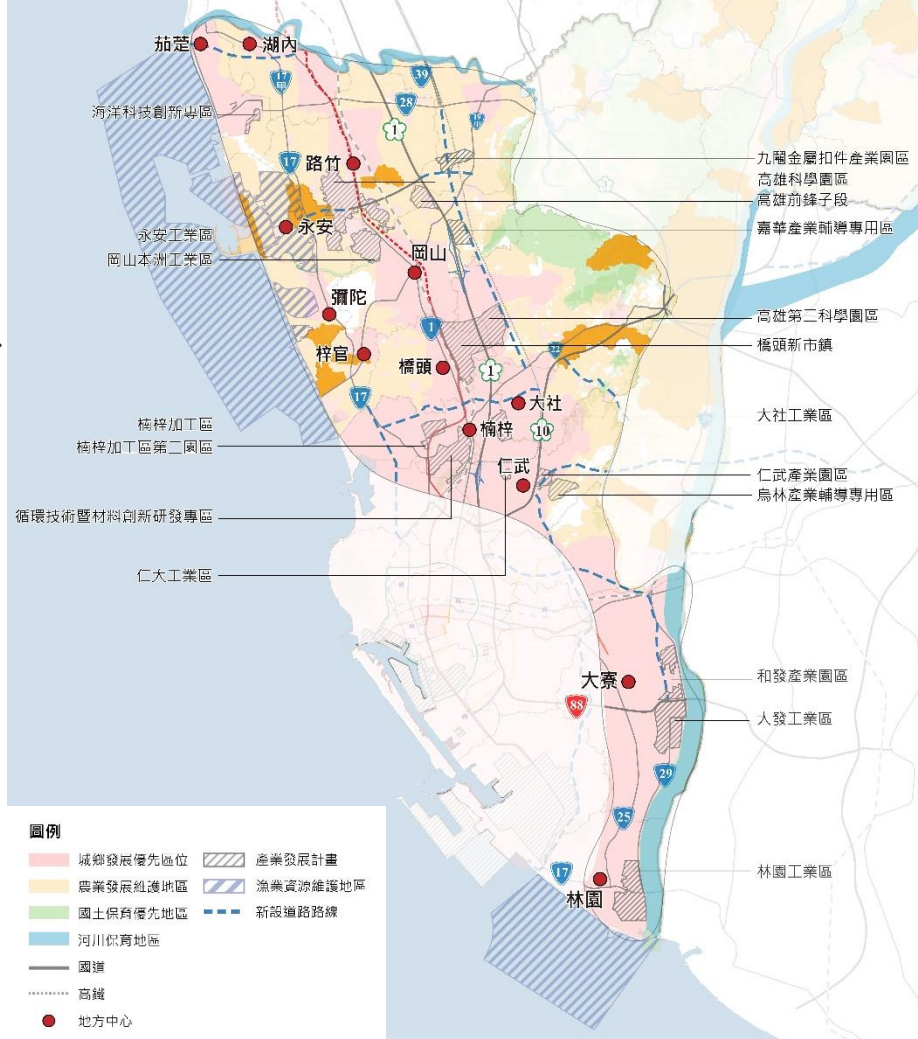 茄萣
湖內
39
17
甲
28
海洋科技創新專區
1
19
17
路竹
九鬮金屬扣件產業園區
高雄科學園區
高雄前鋒子段
永安
嘉華產業輔導專用區
永安工業區
岡山本洲工業區
岡山
彌陀
高雄第二科學園區
1
橋頭新市鎮
梓官
22
橋頭
1
17
大社
大社工業區
楠梓加工區
楠梓
10
楠梓加工區第二園區
仁武
仁武產業園區
烏林產業輔導專用區
循環技術暨材料創新研發專區
仁大工業區
大寮
和發產業園區
88
大發工業區
29
25
17
林園工業區
林園
圖例
城鄉發展優先區位
產業發展計畫
農業發展維護地區
漁業資源維護地區
國土保育優先地區
新設道路路線
河川保育地區
國道
高鐵
地方中心